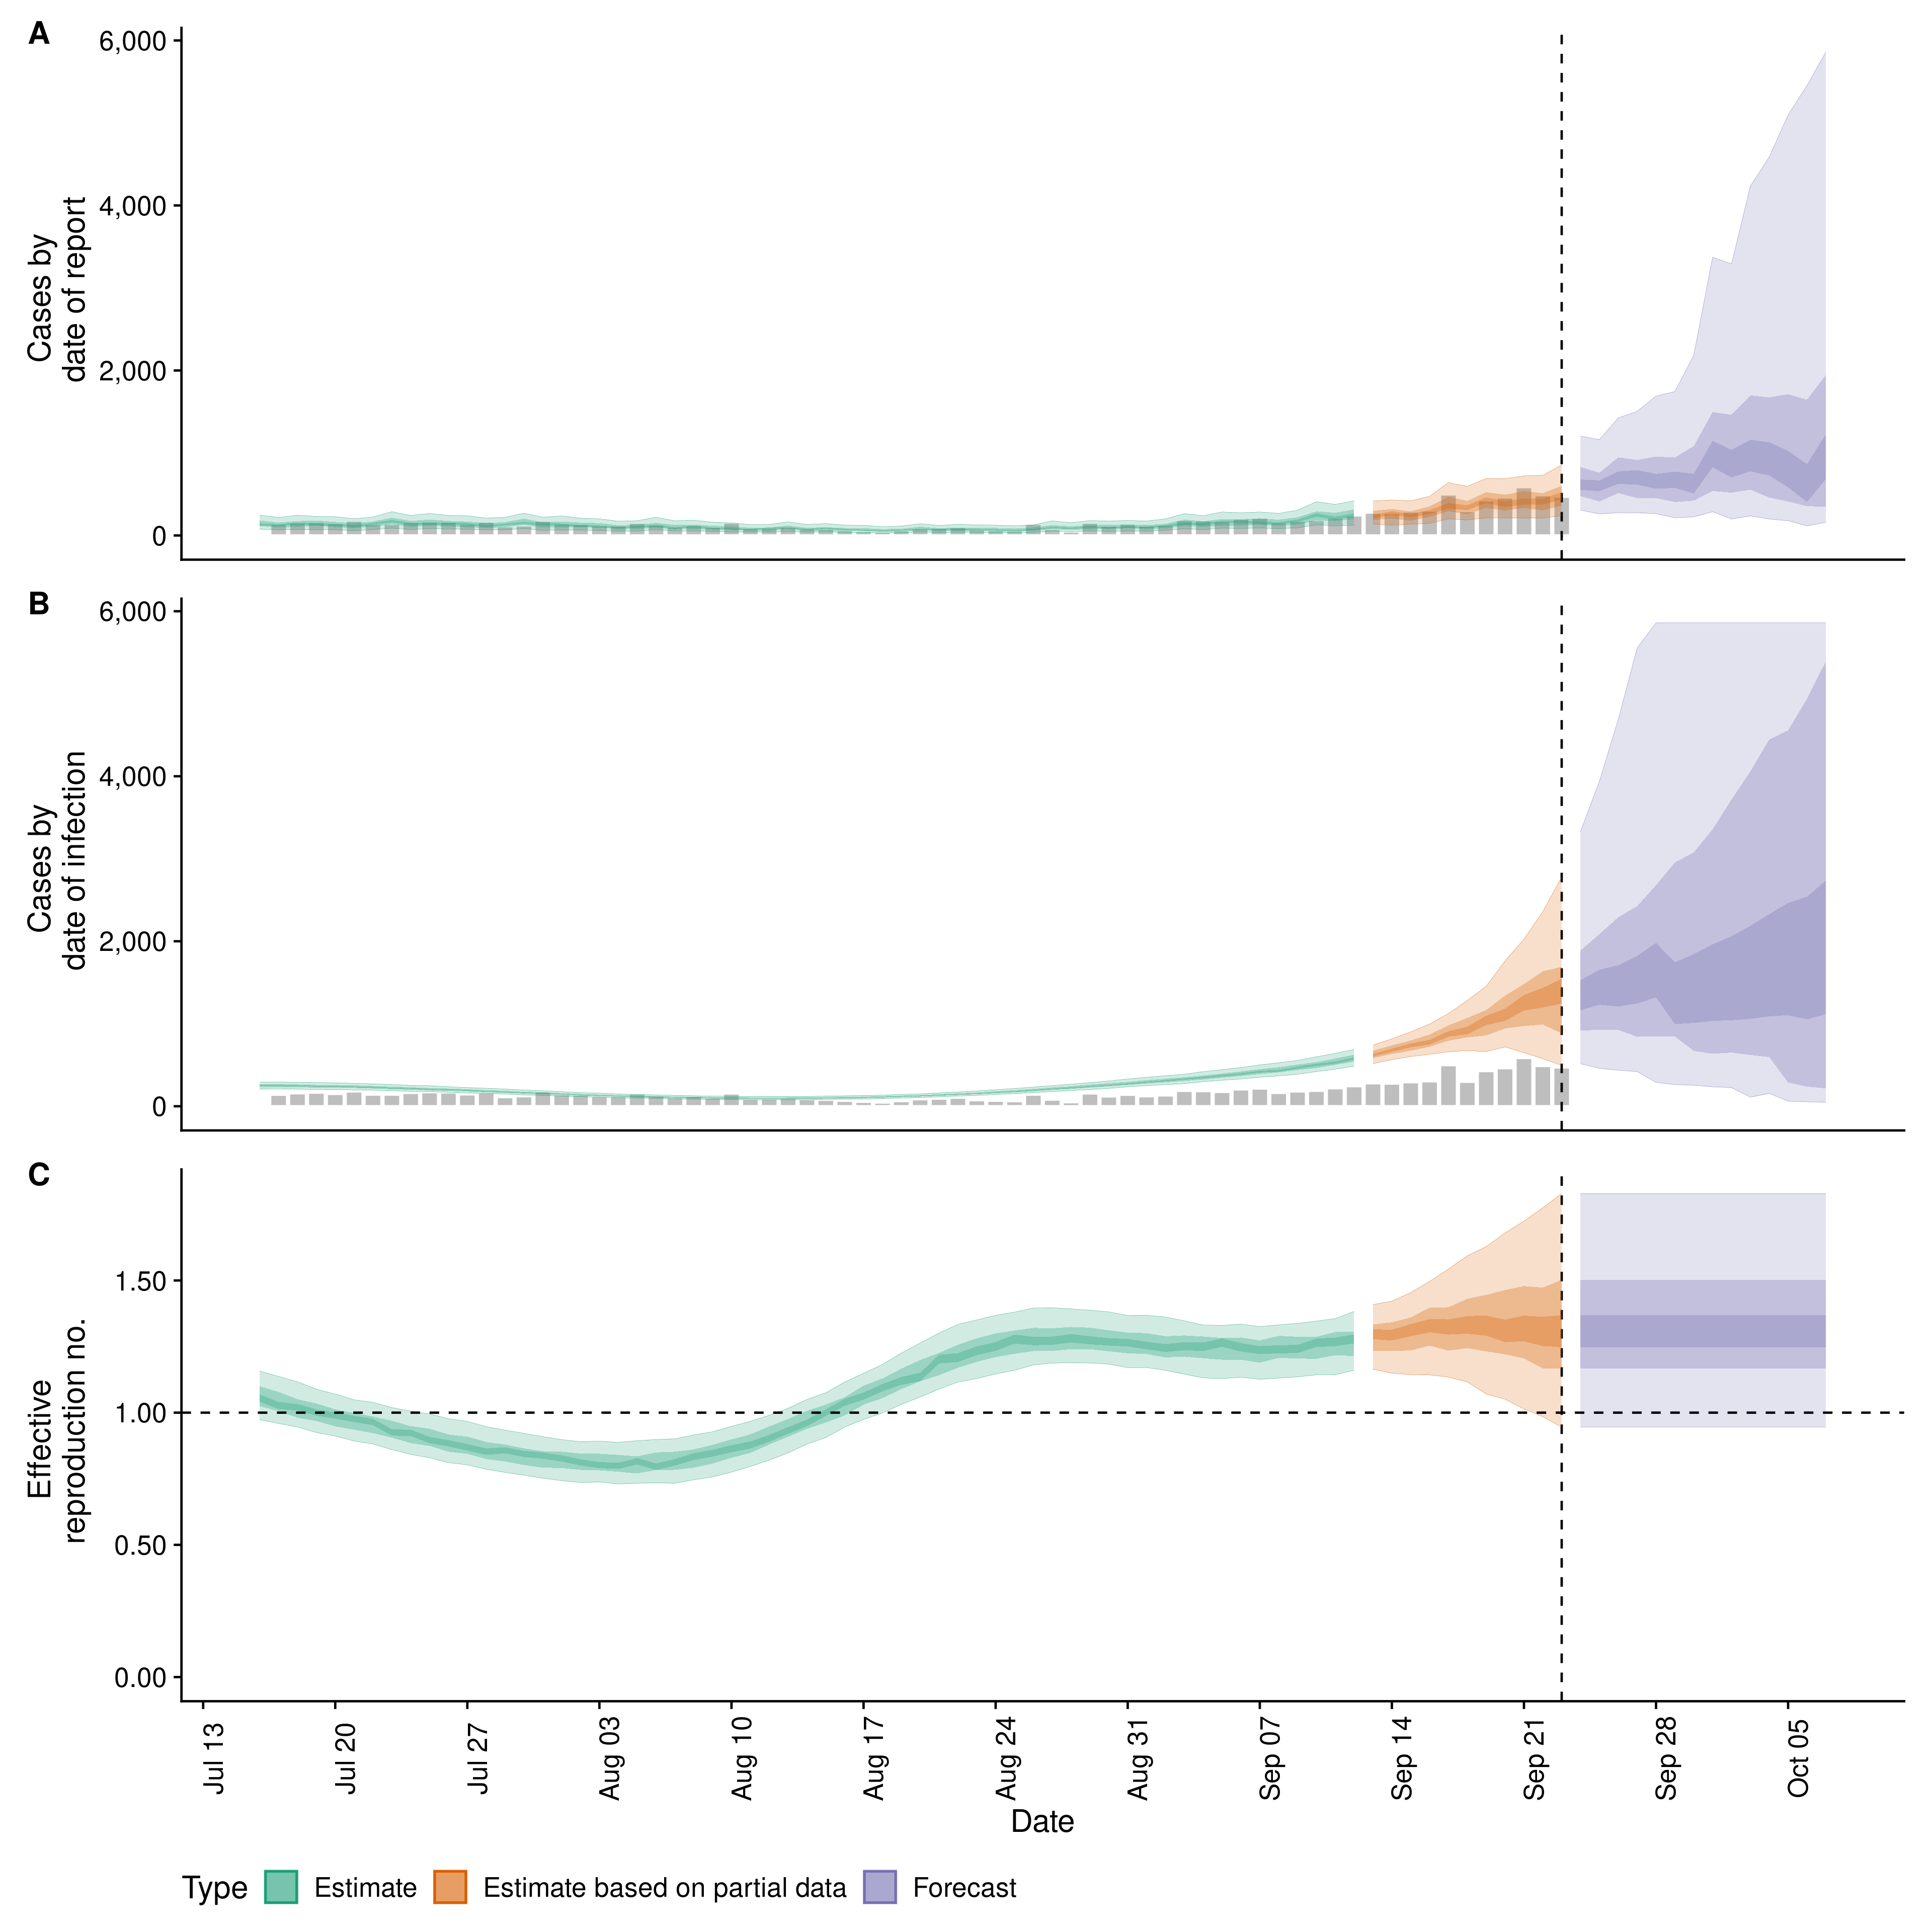 A
6,000
4,000
2,000
0
Cases by
date of report
B
6,000
4,000
2,000
0
Cases by
date of infection
C
1.50
1.00
0.50
0.00
Effective
reproduction no.
Jul 13
Jul 20
Jul 27
Aug 03
Aug 10
Aug 17
Aug 24
Aug 31
Sep 07
Sep 14
Sep 21
Sep 28
Oct 05
Date
Type Estimate Estimate based on partial data Forecast